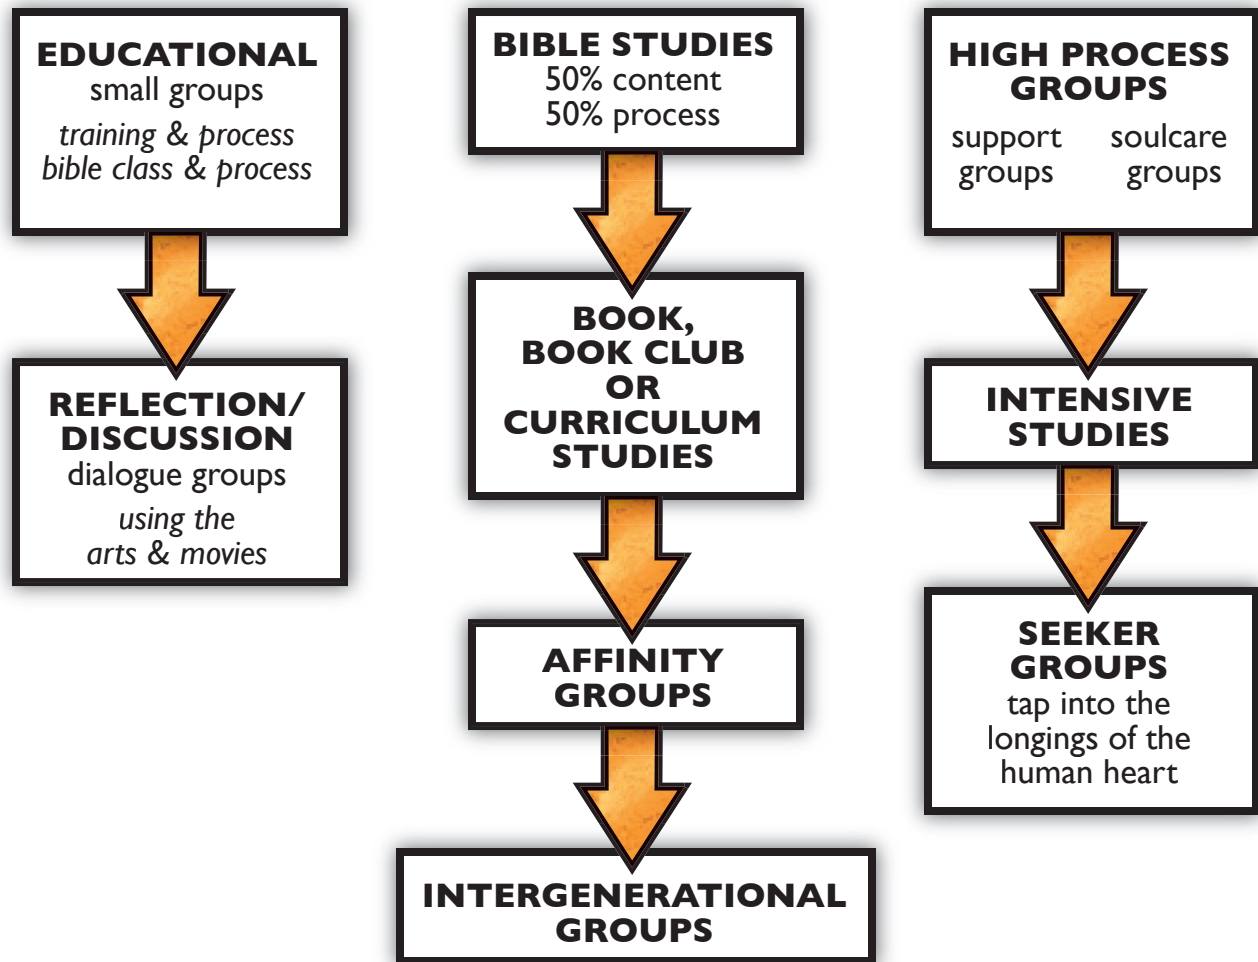 EDUCATIONAL
small groups
training & process
bible class & process
REFLECTION/
DISCUSSION
dialogue groups
using the
arts & movies
BIBLE STUDIES
50% content
50% process
BOOK,
BOOK CLUB
OR
CURRICULUM
STUDIES
AFFINITY
GROUPS
INTERGENERATIONAL
GROUPS
HIGH PROCESS
GROUPS
support
groups
soulcare
groups
INTENSIVE
STUDIES
SEEKER
GROUPS
tap into the
longings of the
human heart